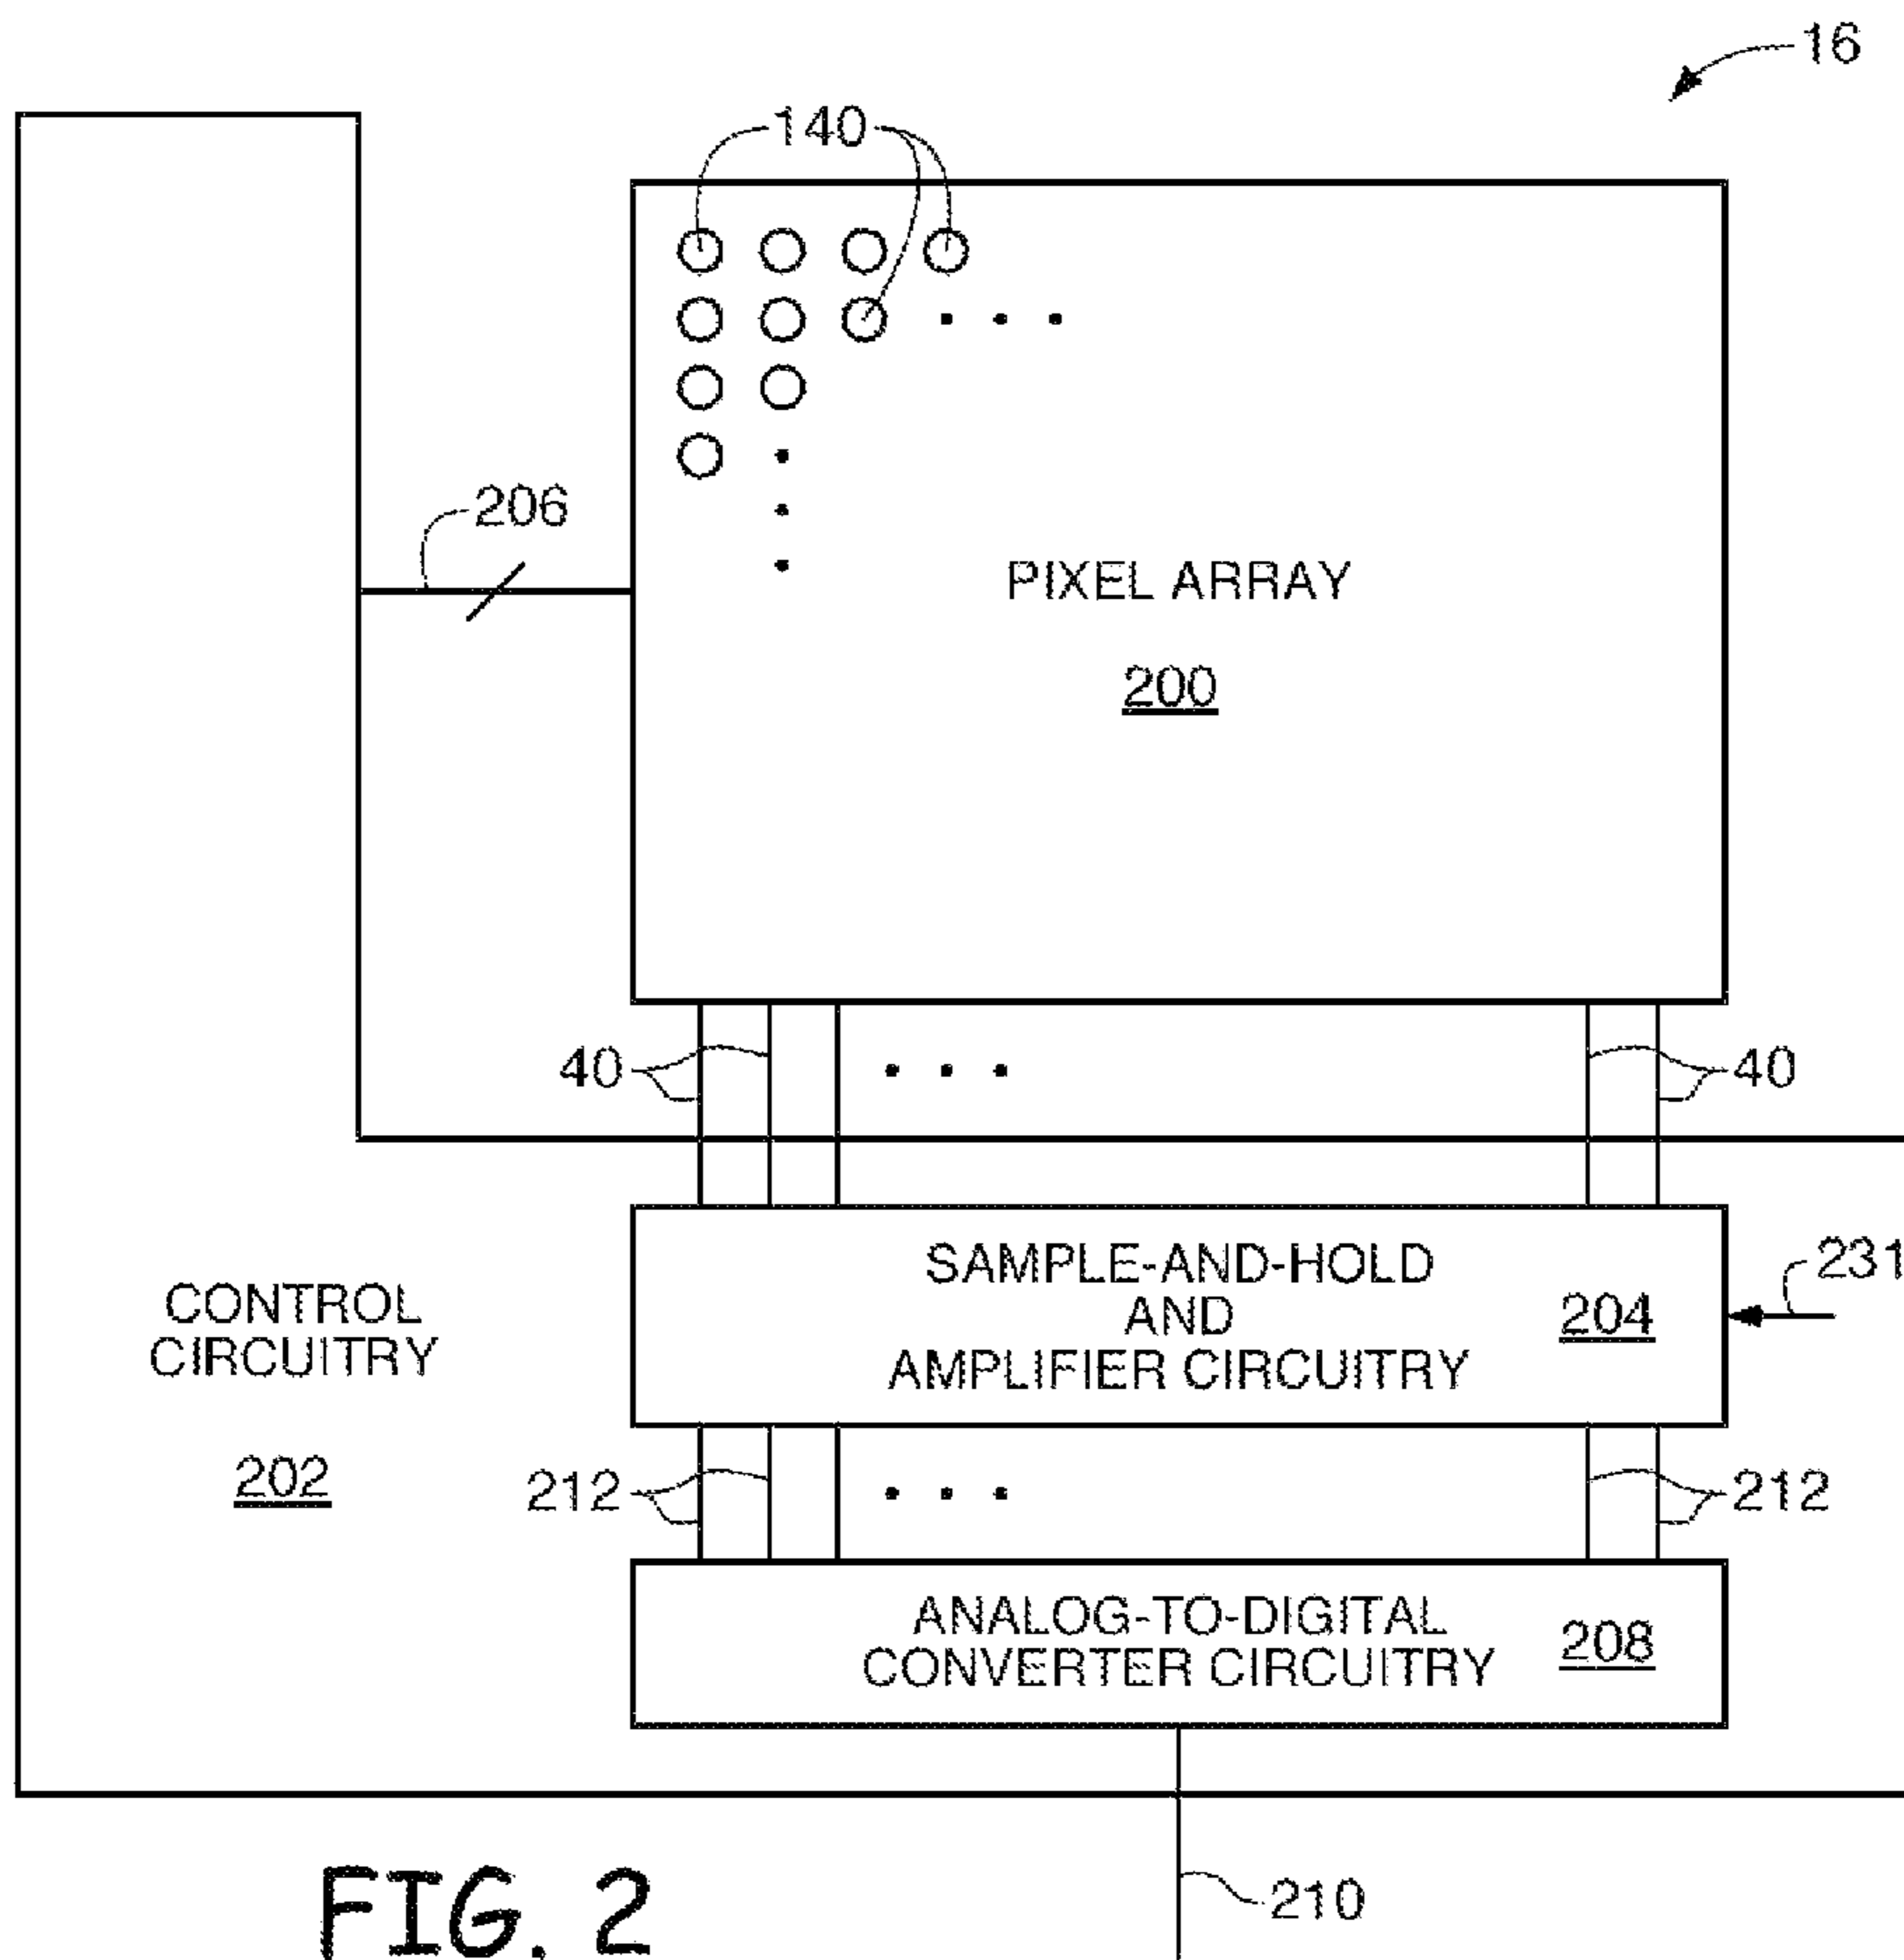 16
140
206
PIXEL ARRAY
200
40
40
SAMPLE-AND-HOLD
AND
AMPLIFIER CIRCUITRY
204
231
CONTROL
CIRCUITRY
202
212
212
ANALOG-TO-DIGITAL
CONVERTER CIRCUITRY
208
210
FIG. 2